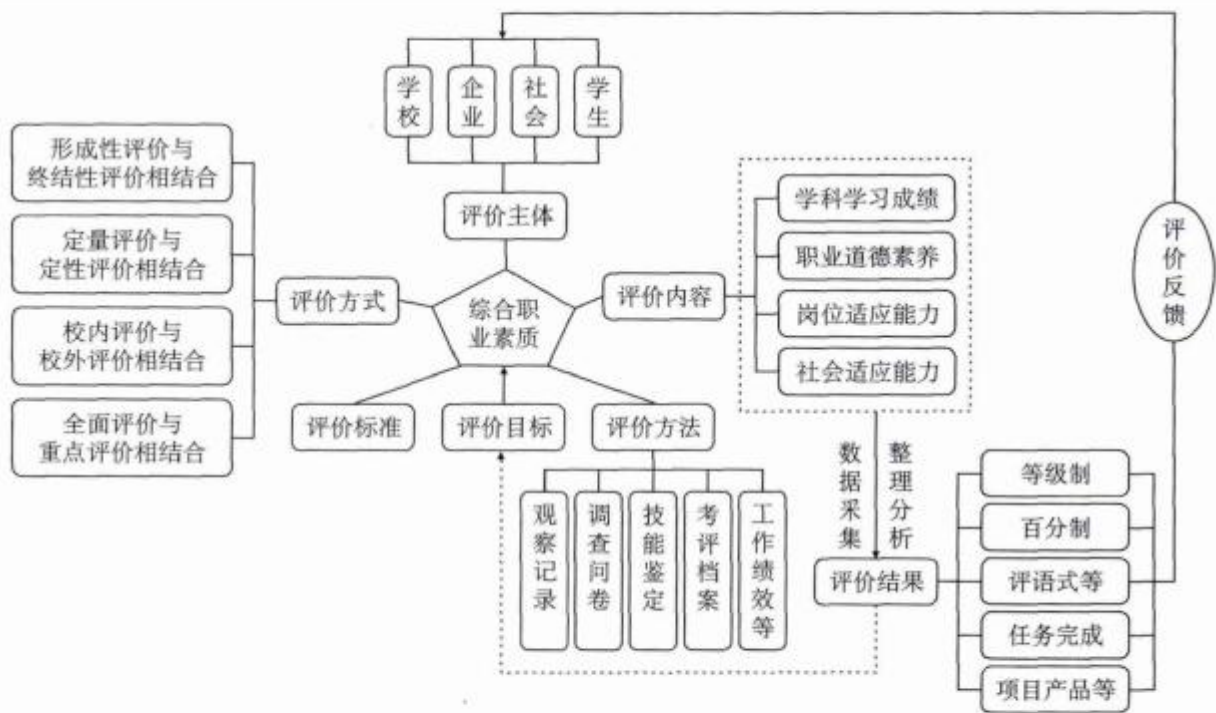 学校
企业
社会
学生
评价主体
形成性评价与
终结性评价相结合
定量评价与
定性评价相结合
校内评价与
校外评价相结合
全面评价与
重点评价相结合
评价方式
综合职
业素质
评价内容
学科学习成绩
职业道德素养
岗位适应能力
社会适应能力
评价反馈
评价标准
评价目标
评价方法
观察记录
调查问卷
技能鉴定
考评档案
工作绩效等
数据采集
整理分析
评价结果
等级制
百分制
评语式等
任务完成
项目产品等